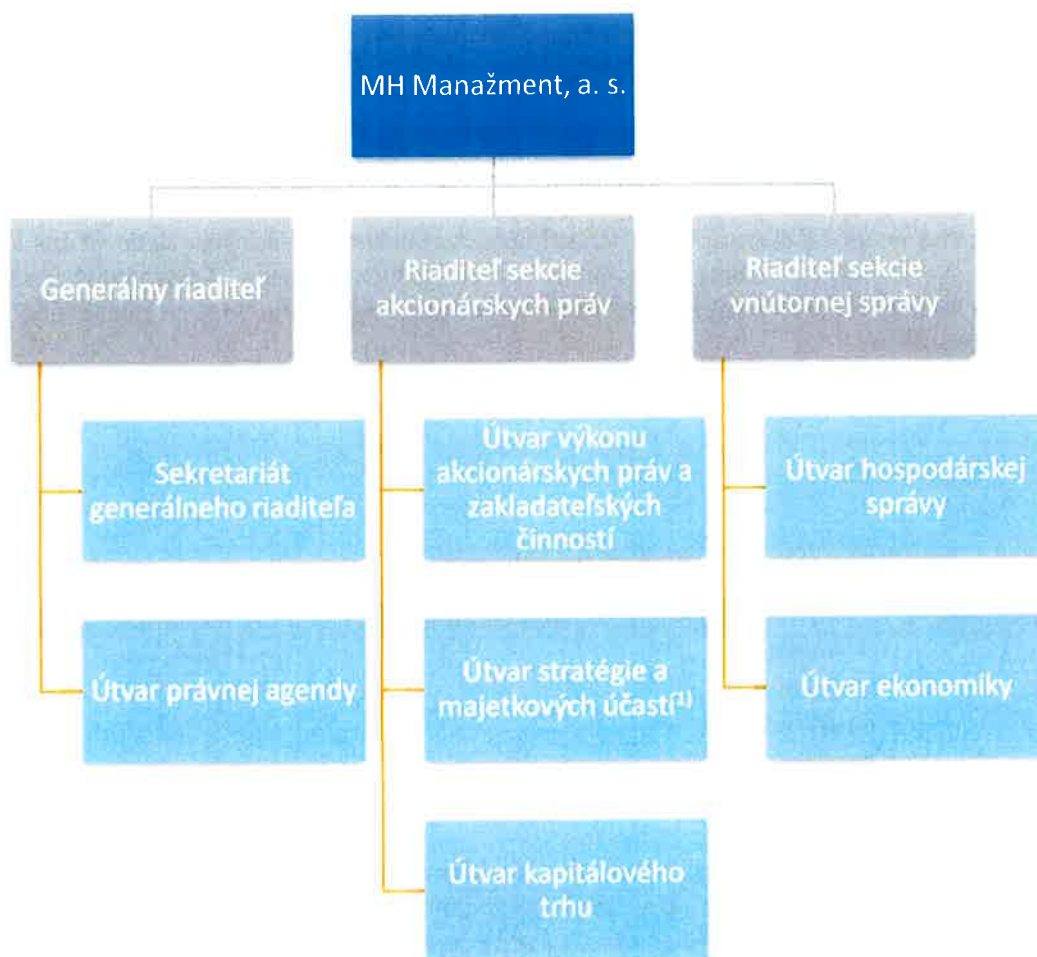 MH Manažment, a. s.
Generálny riaditeľ
Riaditeľ sekcie
akcionárskych práv
Riaditeľ sekcie
vnútornej správy
Sekretariát
generálneho riaditeľa
Útvar právnej agendy
Útvar výkonu
akcionárskych práv a
zakladateľských
činností
Útvar stratégie a
majetkových účastí⁽¹⁾
Útvar kapitálového
trhu
Útvar hospodárskej
správy
Útvar ekonomiky